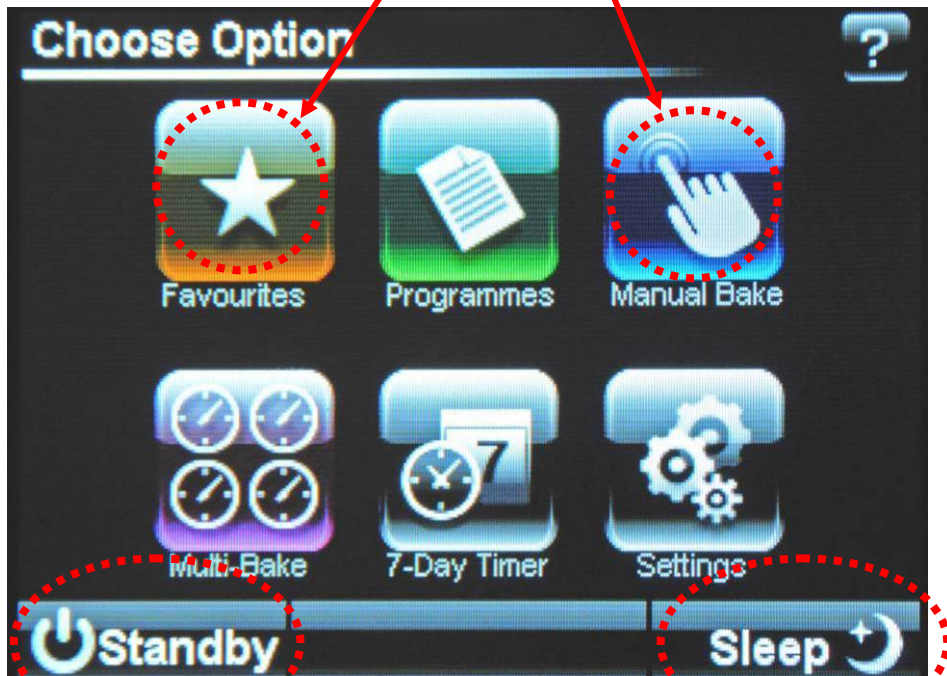 Choose Option
?
Favourites Programmes Manual Bake
7
Multi-Bake 7-Day Timer Settings
Standby Sleep